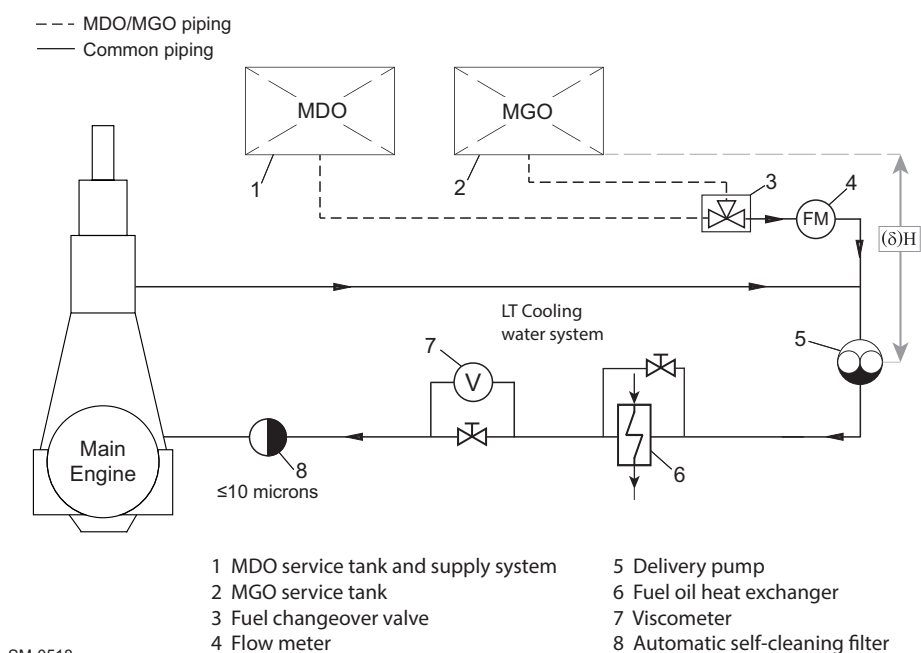 MDO/MGO piping
Common piping
MDO
MGO
1
2
3
4
FM
(δ)H
LT Cooling
water system
5
7
V
6
Main
Engine
8
≤10 microns
1 MDO service tank and supply system
2 MGO service tank
3 Fuel changeover valve
4 Flow meter
5 Delivery pump
6 Fuel oil heat exchanger
7 Viscometer
8 Automatic self-cleaning filter